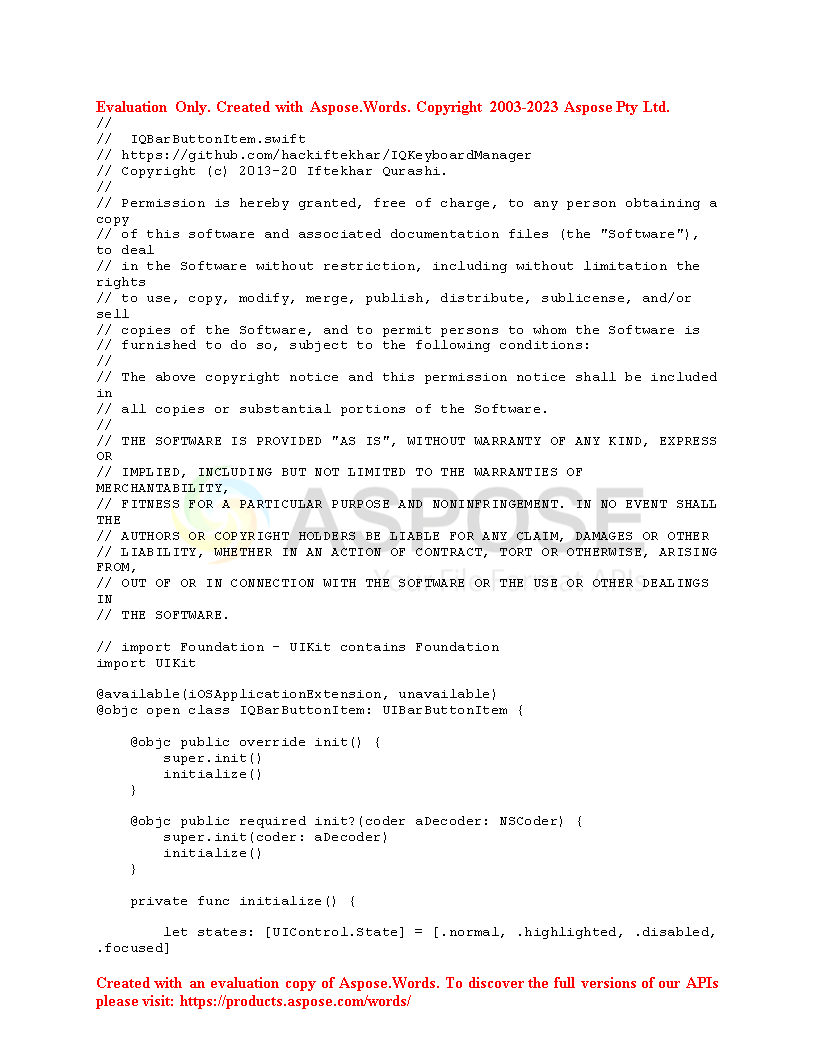 Evaluation Only. Created with Aspose.Words. Copyright 2003-2023 Aspose Pty Ltd.
//
//  IQBarButtonItem.swift
// https://github.com/hackiftekhar/IQKeyboardManager
// Copyright (c) 2013-20 Iftekhar Qurashi.
//
// Permission is hereby granted, free of charge, to any person obtaining a
copy
// of this software and associated documentation files (the "Software"),
to deal
// in the Software without restriction, including without limitation the
rights
// to use, copy, modify, merge, publish, distribute, sublicense, and/or
sell
// copies of the Software, and to permit persons to whom the Software is
// furnished to do so, subject to the following conditions:
//
// The above copyright notice and this permission notice shall be included
in
// all copies or substantial portions of the Software.
//
// THE SOFTWARE IS PROVIDED "AS IS", WITHOUT WARRANTY OF ANY KIND, EXPRESS
OR
// IMPLIED, INCLUDING BUT NOT LIMITED TO THE WARRANTIES OF
MERCHANTABILITY,
// FITNESS FOR A PARTICULAR PURPOSE AND NONINFRINGEMENT. IN NO EVENT SHALL
THE
// AUTHORS OR COPYRIGHT HOLDERS BE LIABLE FOR ANY CLAIM, DAMAGES OR OTHER
// LIABILITY, WHETHER IN AN ACTION OF CONTRACT, TORT OR OTHERWISE, ARISING
FROM,
// OUT OF OR IN CONNECTION WITH THE SOFTWARE OR THE USE OR OTHER DEALINGS
IN
// THE SOFTWARE.
ASPOSE
Your File Format APIs
// import Foundation - UIKit contains Foundation
import UIKit
@available(iOSApplicationExtension, unavailable)
@objc open class IQBarButtonItem: UIBarButtonItem {
    @objc public override init() {
        super.init()
        initialize()
    }
    @objc public required init?(coder aDecoder: NSCoder) {
        super.init(coder: aDecoder)
        initialize()
    }
    private func initialize() {
        let states: [UIControl.State] = [.normal, .highlighted, .disabled,
.focused]
Created with an evaluation copy of Aspose.Words. To discover the full versions of our APIs
please visit: https://products.aspose.com/words/